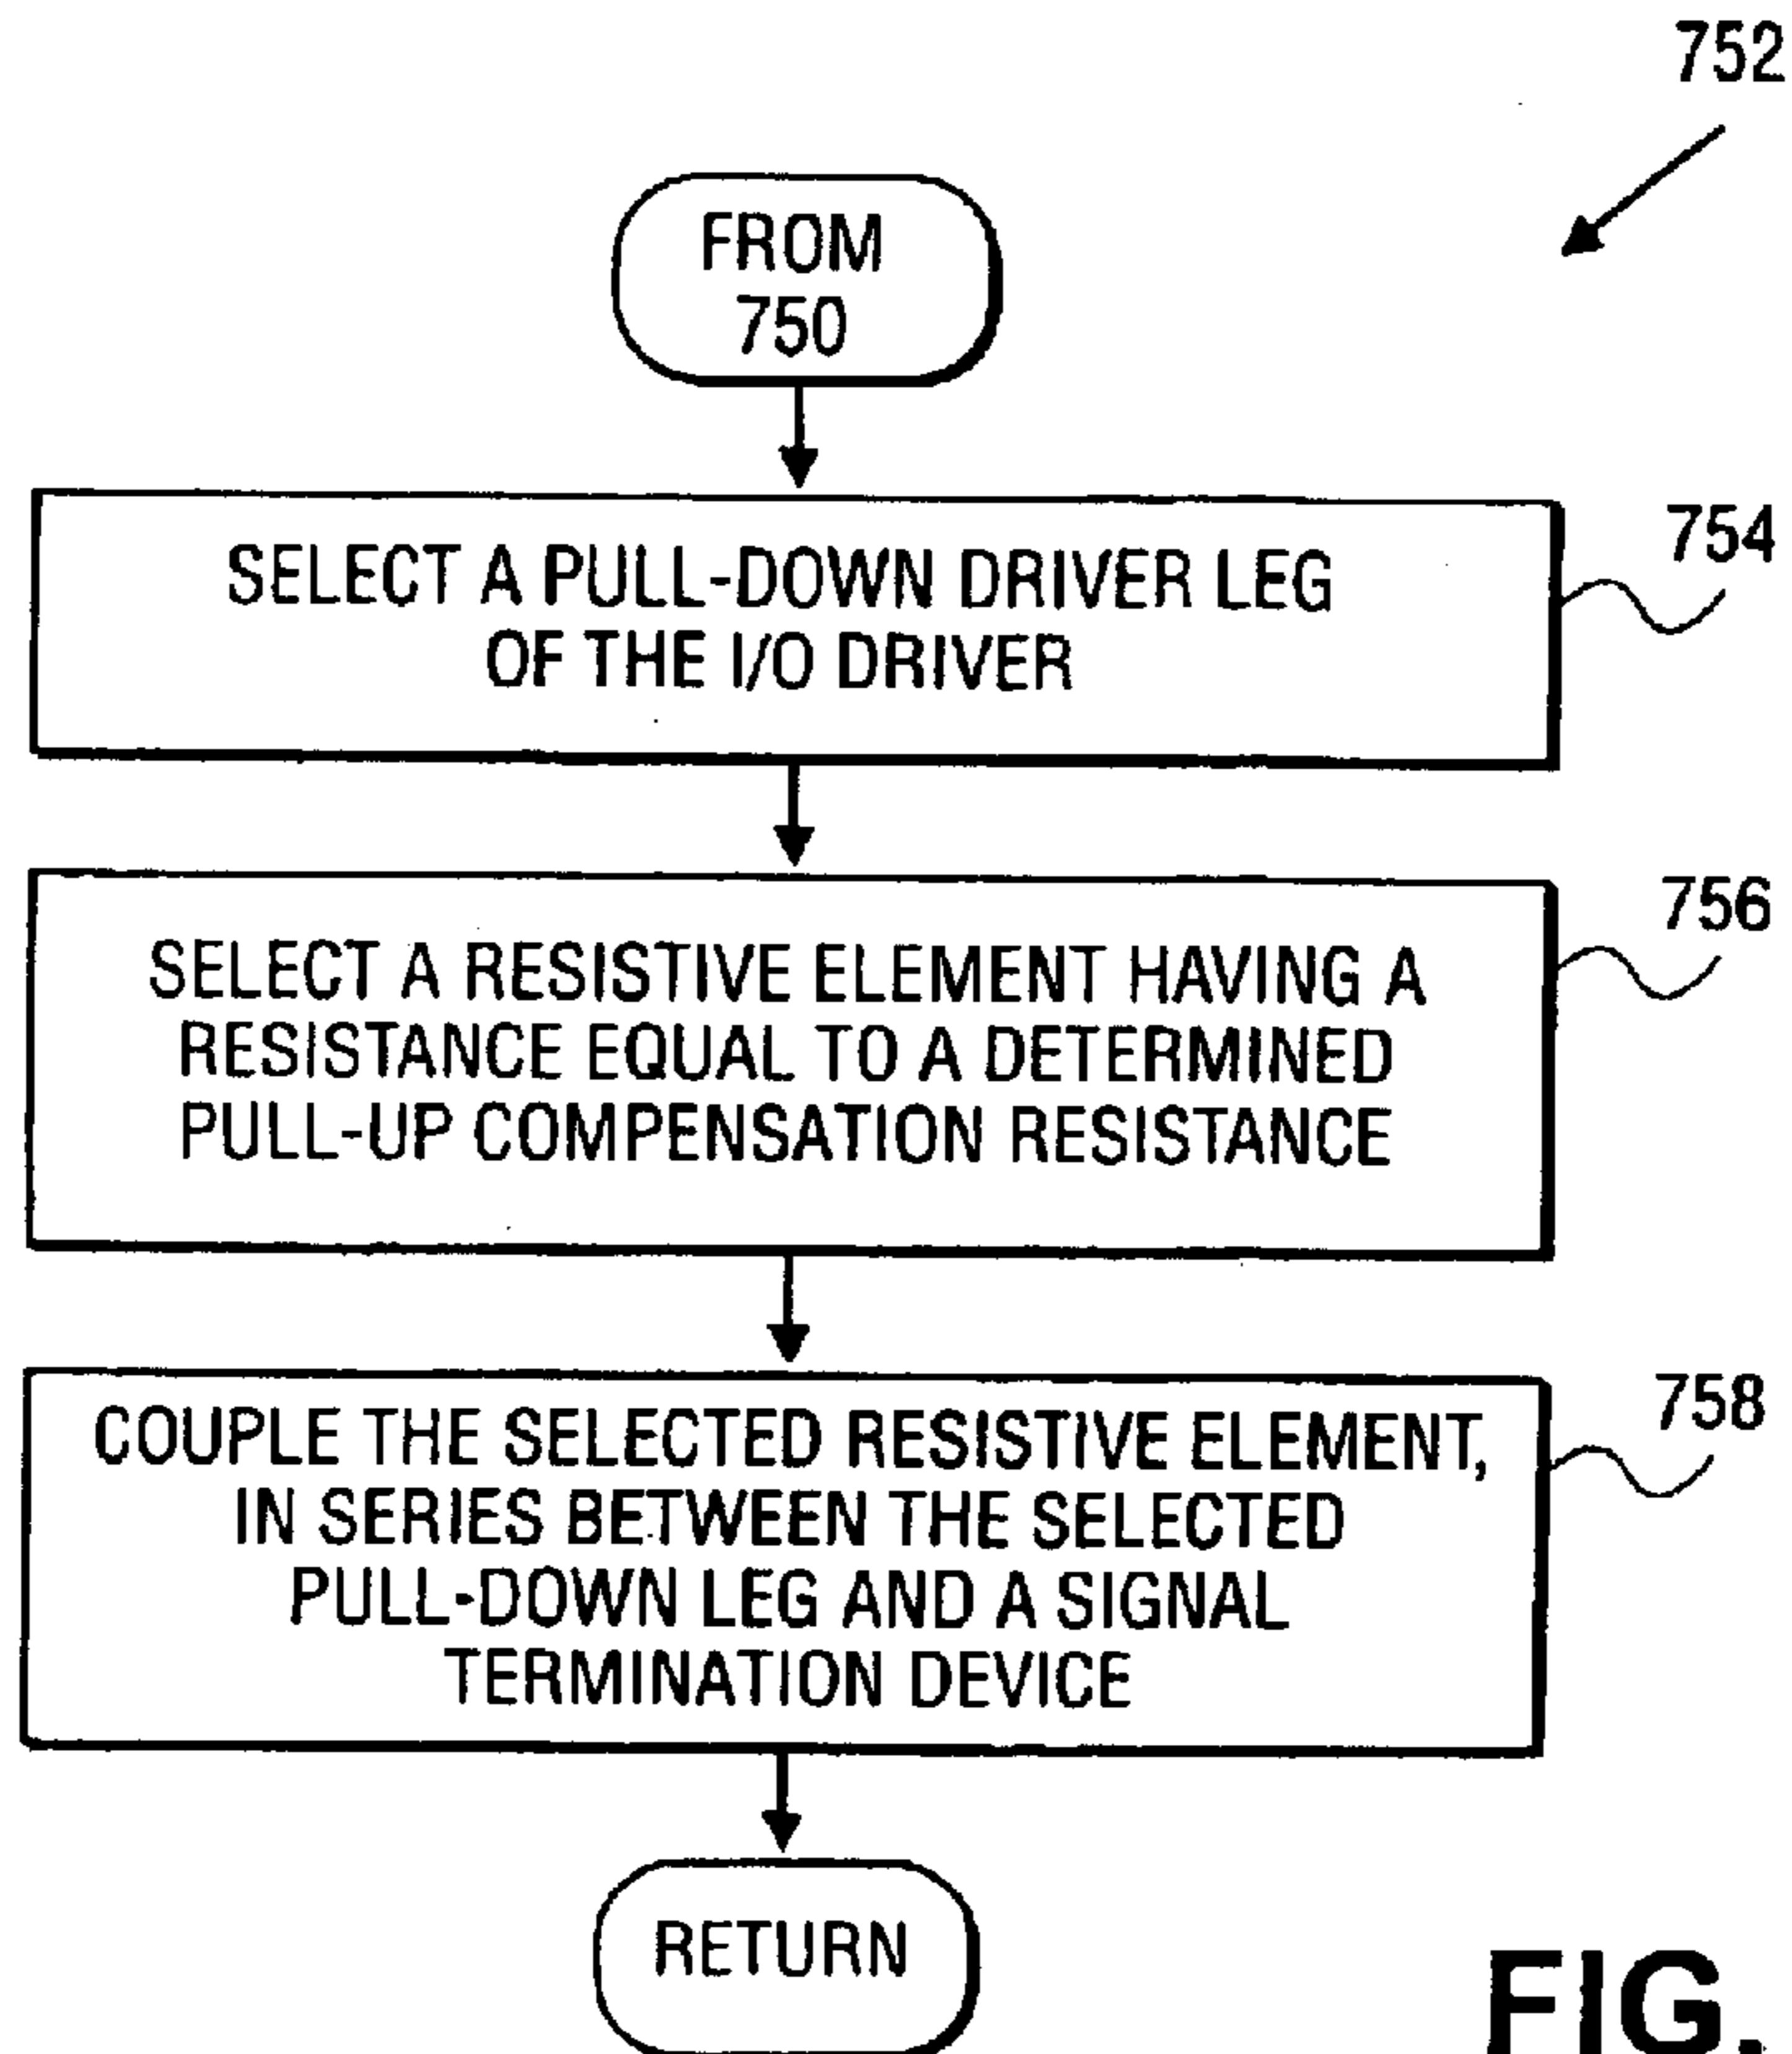 752
FROM
750
SELECT A PULL-DOWN DRIVER LEG
OF THE I/O DRIVER
754
SELECT A RESISTIVE ELEMENT HAVING A
RESISTANCE EQUAL TO A DETERMINED
PULL-UP COMPENSATION RESISTANCE
756
COUPLE THE SELECTED RESISTIVE ELEMENT,
IN SERIES BETWEEN THE SELECTED
PULL-DOWN LEG AND A SIGNAL
TERMINATION DEVICE
758
RETURN
FIG.